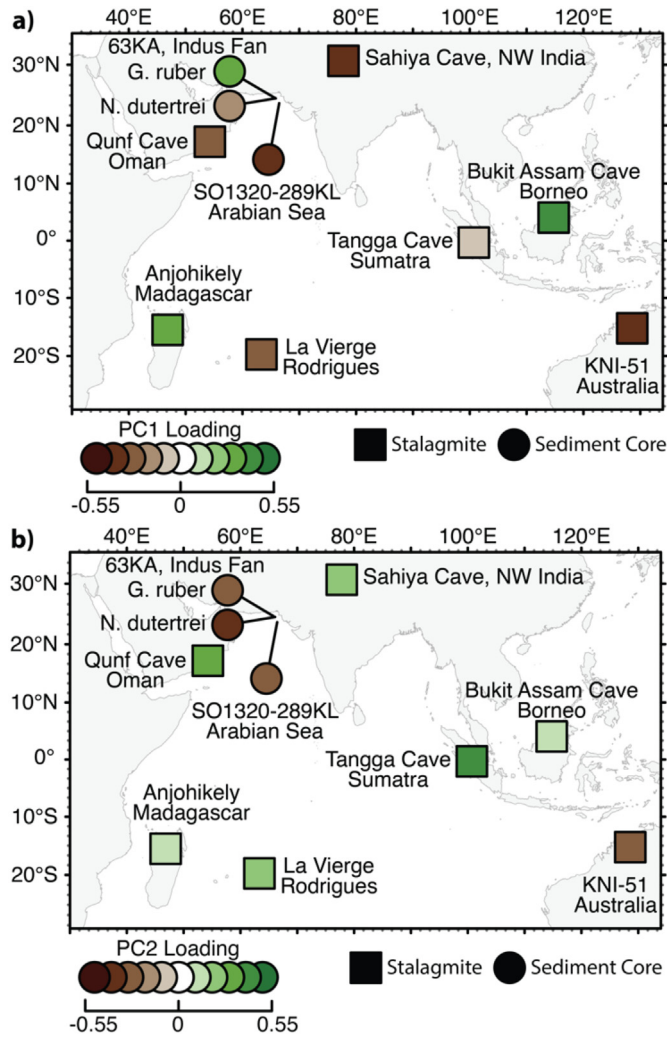 a)
40°E 60°E 80°E 100°E 120°E
30°N
20°N
10°N
0°
10°S
20°S
63KA, Indus Fan
G. ruber
N. dutertrei
Sahiya Cave, NW India
Qunf Cave
Oman
SO1320-289KL
Arabian Sea
Bukit Assam Cave
Borneo
Tangga Cave
Sumatra
Anjohikely
Madagascar
La Vierge
Rodrigues
KNI-51
Australia
PC1 Loading
-0.55 0 0.55
Stalagmite Sediment Core
b)
40°E 60°E 80°E 100°E 120°E
30°N
20°N
10°N
0°
10°S
20°S
63KA, Indus Fan
G. ruber
N. dutertrei
Sahiya Cave, NW India
Qunf Cave
Oman
SO1320-289KL
Arabian Sea
Bukit Assam Cave
Borneo
Tangga Cave
Sumatra
Anjohikely
Madagascar
La Vierge
Rodrigues
KNI-51
Australia
PC2 Loading
-0.55 0 0.55
Stalagmite Sediment Core